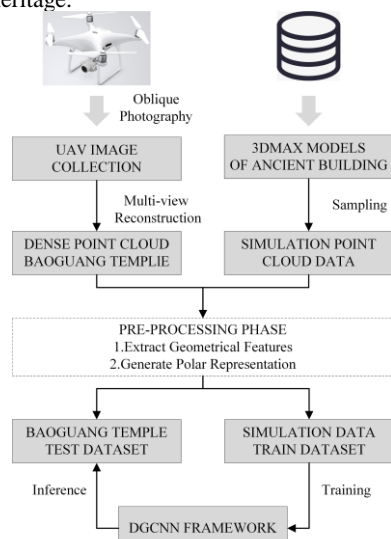 eritage.
Oblique
Photography
UAV IMAGE
COLLECTION
3DMAX MODELS
OF ANCIENT BUILDING
Multi-view
Reconstruction
Sampling
DENSE POINT CLOUD
BAOGUANG TEMPLIE
SIMULATION POINT
CLOUD DATA
PRE-PROCESSING PHASE
1.Extract Geometrical Features
2.Generate Polar Representation
BAOGUANG TEMPLE
TEST DATASET
SIMULATION DATA
TRAIN DATASET
Inference
Training
DGCNN FRAMEWORK